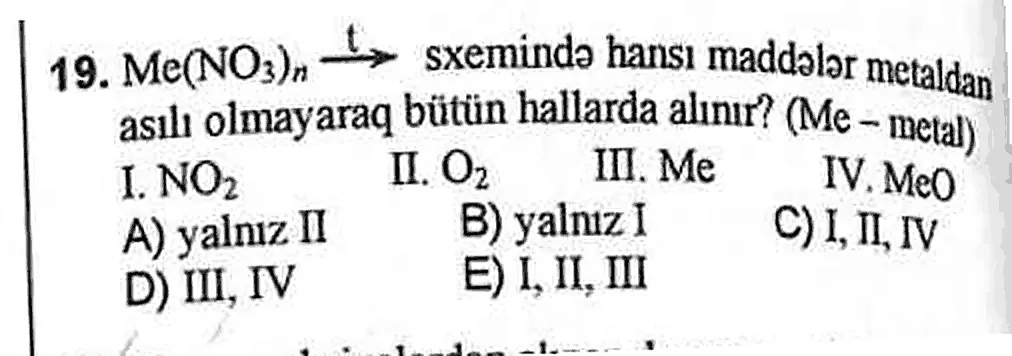 19. Me(NO₃)ₙ —t→ sxemində hansı maddələr metaldan
asılı olmayaraq bütün hallarda alınır? (Me – metal)
I. NO₂ II. O₂ III. Me IV. MeO
A) yalnız II B) yalnız I C) I, II, IV
D) III, IV E) I, II, III